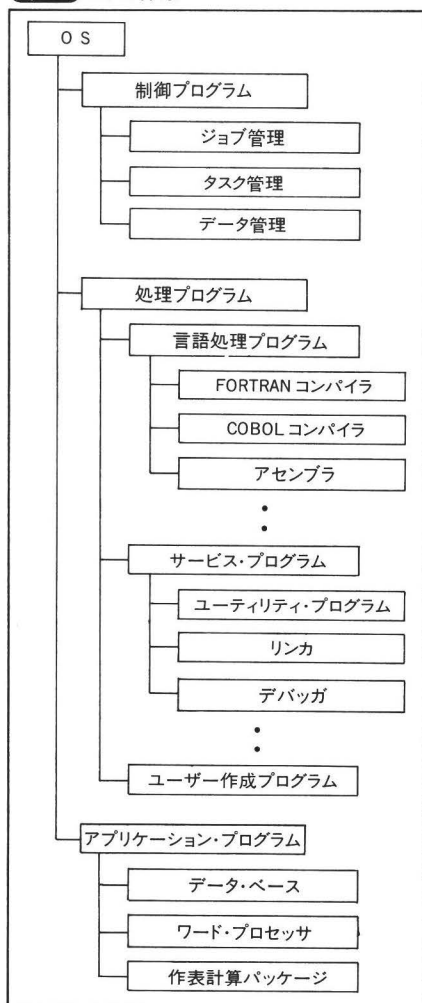 OS
制御プログラム
ジョブ管理
タスク管理
データ管理
処理プログラム
言語処理プログラム
FORTRANコンパイラ
COBOLコンパイラ
アセンブラ
サービス・プログラム
ユーティリティ・プログラム
リンカ
デバッガ
ユーザー作成プログラム
アプリケーション・プログラム
データ・ベース
ワード・プロセッサ
作表計算パッケージ